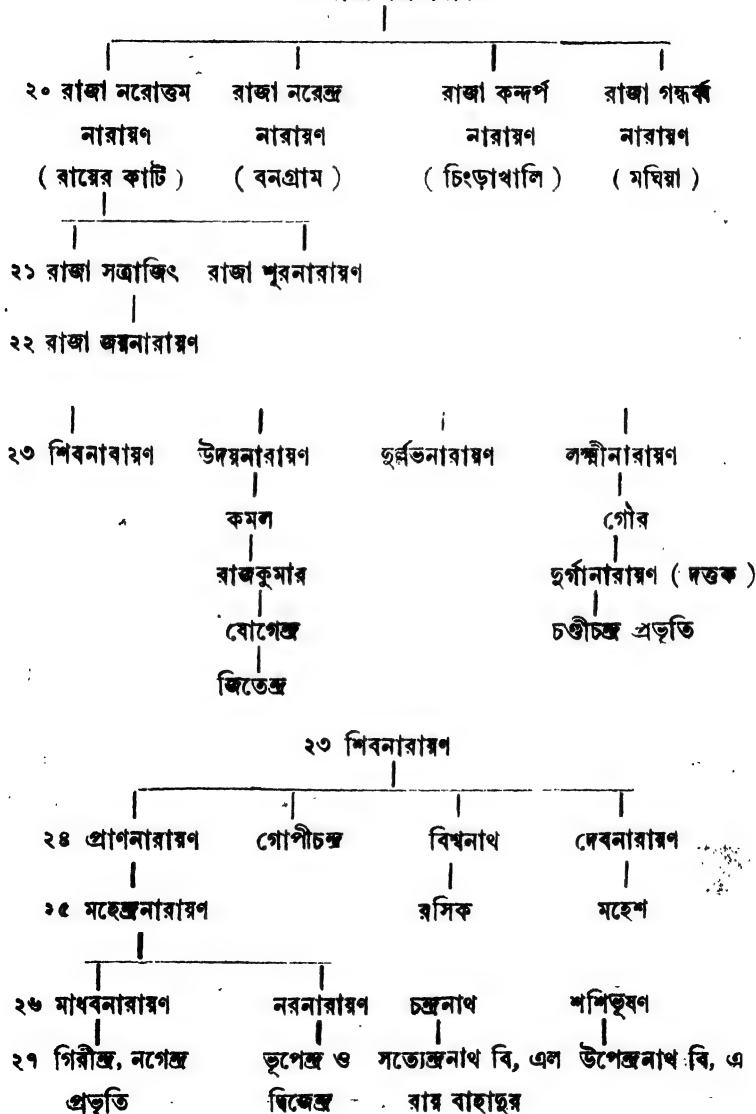 ২০ রাজা নরোত্তম রাজা নরেন্দ্র রাজা কন্দর্প রাজা গন্ধর্ব্ব
নারায়ণ নারায়ণ নারায়ণ নারায়ণ
( রায়ের কাটি ) ( বনগ্রাম ) ( চিংড়াখালি ) ( মঘিয়া )
২১ রাজা সত্রাজিৎ রাজা শূরনারায়ণ
২২ রাজা জয়নারায়ণ
২৩ শিবনারায়ণ উদয়নারায়ণ দুর্ল্লভনারায়ণ লক্ষ্মীনারায়ণ
কমল গৌর
রাজকুমার দুর্গানারায়ণ ( দত্তক )
যোগেন্দ্র চণ্ডীচন্দ্র প্রভৃতি
জিতেন্দ্র
২৩ শিবনারায়ণ
২৪ প্রাণনারায়ণ গোপীচন্দ্র বিশ্বনাথ দেবনারায়ণ
২৫ মহেন্দ্রনারায়ণ রসিক মহেশ
২৬ মাধবনারায়ণ নরনারায়ণ চন্দ্রনাথ শশিভূষণ
২৭ গিরীন্দ্র, নগেন্দ্র ভূপেন্দ্র ও সত্যেন্দ্রনাথ বি, এল উপেন্দ্রনাথ বি, এ
প্রভৃতি দ্বিজেন্দ্র রায় বাহাদুর